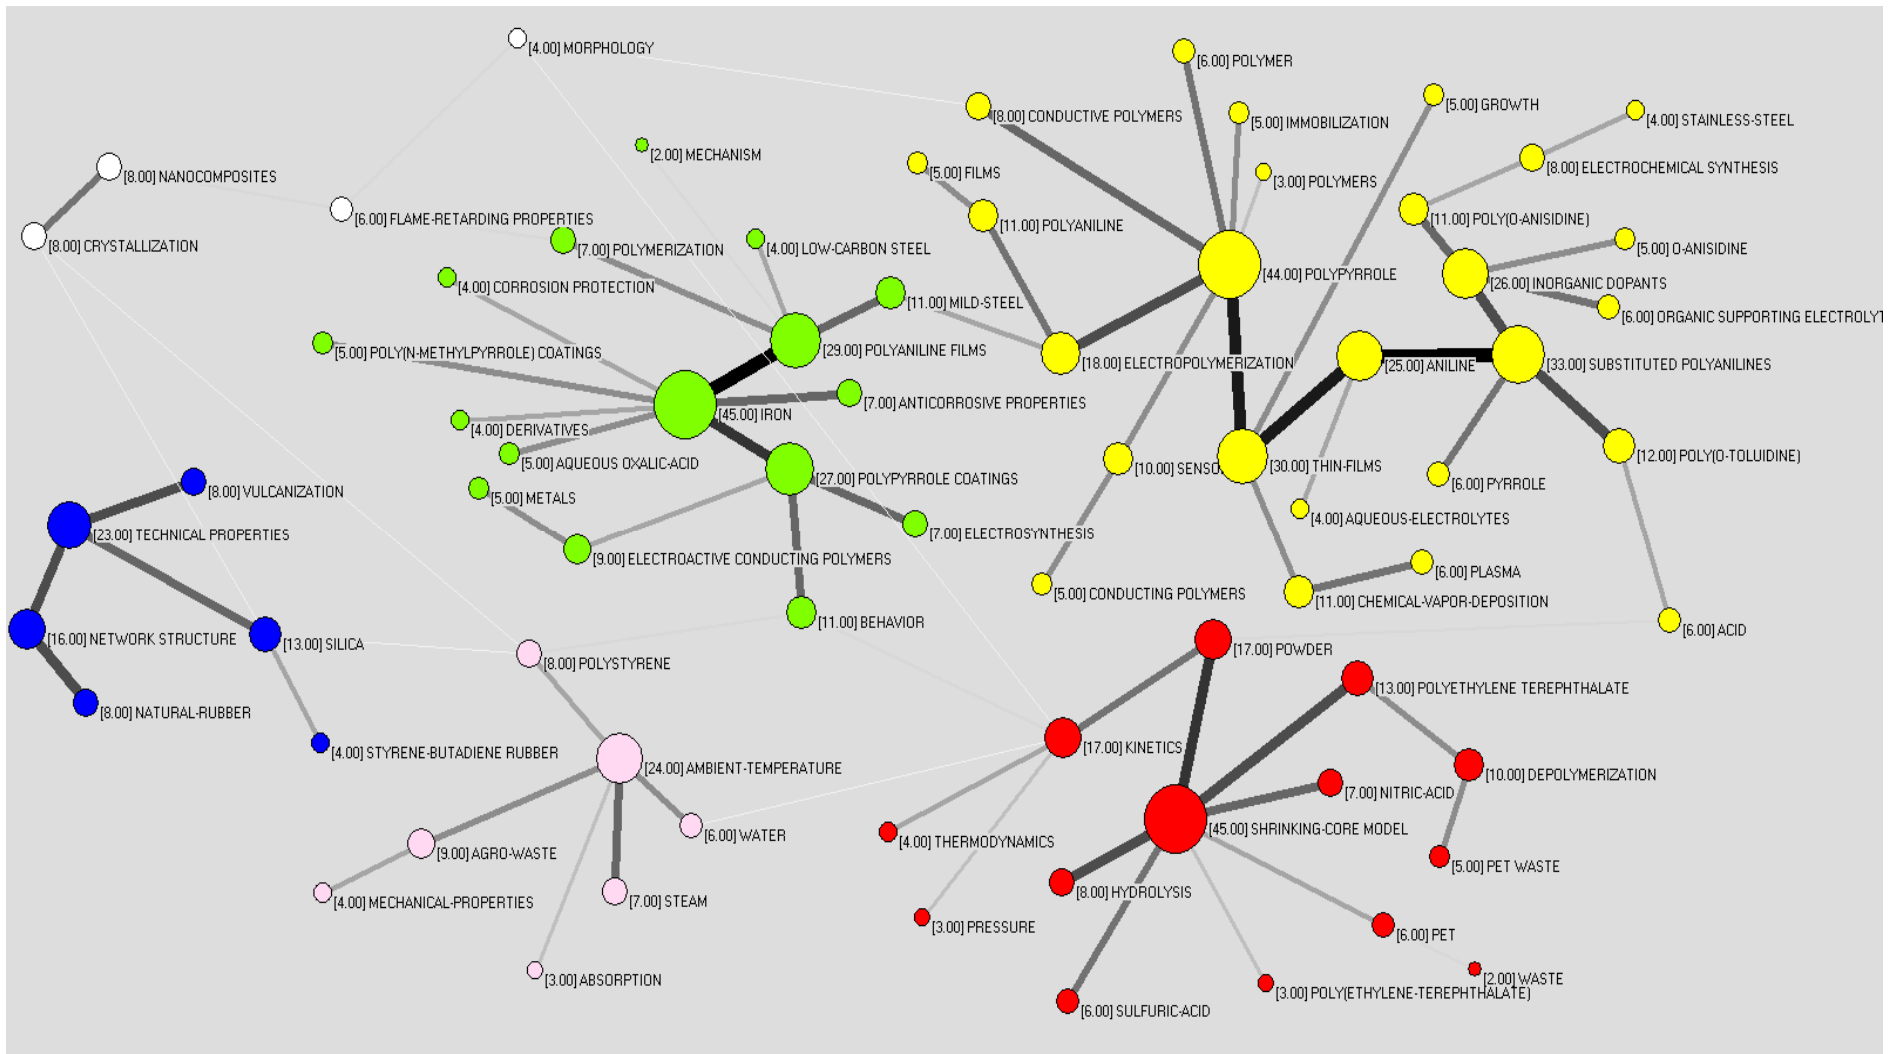 [4.00] MORPHOLOGY
[6.00] POLYMER
[5.00] GROWTH
[8.00] CONDUCTIVE POLYMERS
[5.00] IMMOBILIZATION
[4.00] STAINLESS-STEEL
[2.00] MECHANISM
[8.00] ELECTROCHEMICAL SYNTHESIS
[8.00] NANOCOMPOSITES
[5.00] FILMS
[3.00] POLYMERS
[6.00] FLAME-RETARDING PROPERTIES
[11.00] POLYANILINE
[11.00] POLY(O-ANISIDINE)
[8.00] CRYSTALLIZATION
[7.00] POLYMERIZATION
[4.00] LOW-CARBON STEEL
[5.00] O-ANISIDINE
[44.00] POLYPYRROLE
[26.00] INORGANIC DOPANTS
[4.00] CORROSION PROTECTION
[11.00] MILD-STEEL
[6.00] ORGANIC SUPPORTING ELECTROLYT
[5.00] POLY(N-METHYLPYRROLE) COATINGS
[29.00] POLYANILINE FILMS
[18.00] ELECTROPOLYMERIZATION
[25.00] ANILINE
[33.00] SUBSTITUTED POLYANILINES
[45.00] IRON
[7.00] ANTICORROSIVE PROPERTIES
[4.00] DERIVATIVES
[5.00] AQUEOUS OXALIC-ACID
[10.00] SENSO
[30.00] THIN-FILMS
[12.00] POLY(O-TOLUIDINE)
[8.00] VULCANIZATION
[5.00] METALS
[27.00] POLYPYRROLE COATINGS
[6.00] PYRROLE
[23.00] TECHNICAL PROPERTIES
[7.00] ELECTROSYNTHESIS
[4.00] AQUEOUS-ELECTROLYTES
[9.00] ELECTROACTIVE CONDUCTING POLYMERS
[6.00] PLASMA
[5.00] CONDUCTING POLYMERS
[11.00] CHEMICAL-VAPOR-DEPOSITION
[16.00] NETWORK STRUCTURE
[13.00] SILICA
[11.00] BEHAVIOR
[6.00] ACID
[8.00] POLYSTYRENE
[17.00] POWDER
[13.00] POLYETHYLENE TEREPHTHALATE
[8.00] NATURAL-RUBBER
[4.00] STYRENE-BUTADIENE RUBBER
[17.00] KINETICS
[24.00] AMBIENT-TEMPERATURE
[10.00] DEPOLYMERIZATION
[7.00] NITRIC-ACID
[6.00] WATER
[4.00] THERMODYNAMICS
[45.00] SHRINKING-CORE MODEL
[9.00] AGRO-WASTE
[5.00] PET WASTE
[4.00] MECHANICAL-PROPERTIES
[7.00] STEAM
[8.00] HYDROLYSIS
[3.00] PRESSURE
[6.00] PET
[3.00] ABSORPTION
[2.00] WASTE
[3.00] POLY(ETHYLENE-TEREPHTHALATE)
[6.00] SULFURIC-ACID